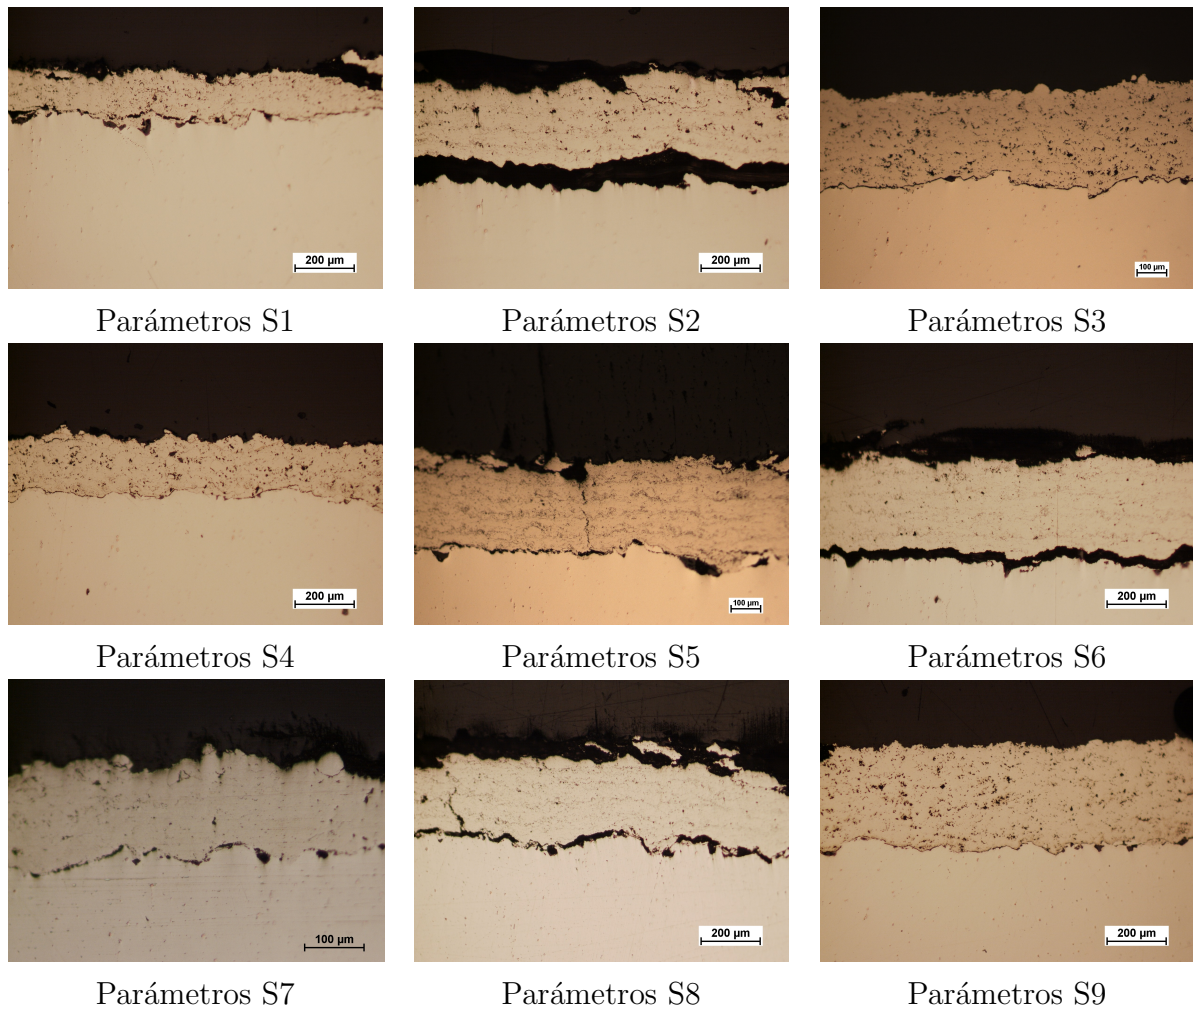 200 µm
200 µm
100 µm
Parámetros S1
Parámetros S2
Parámetros S3
200 µm
100 µm
200 µm
Parámetros S4
Parámetros S5
Parámetros S6
100 µm
200 µm
200 µm
Parámetros S7
Parámetros S8
Parámetros S9